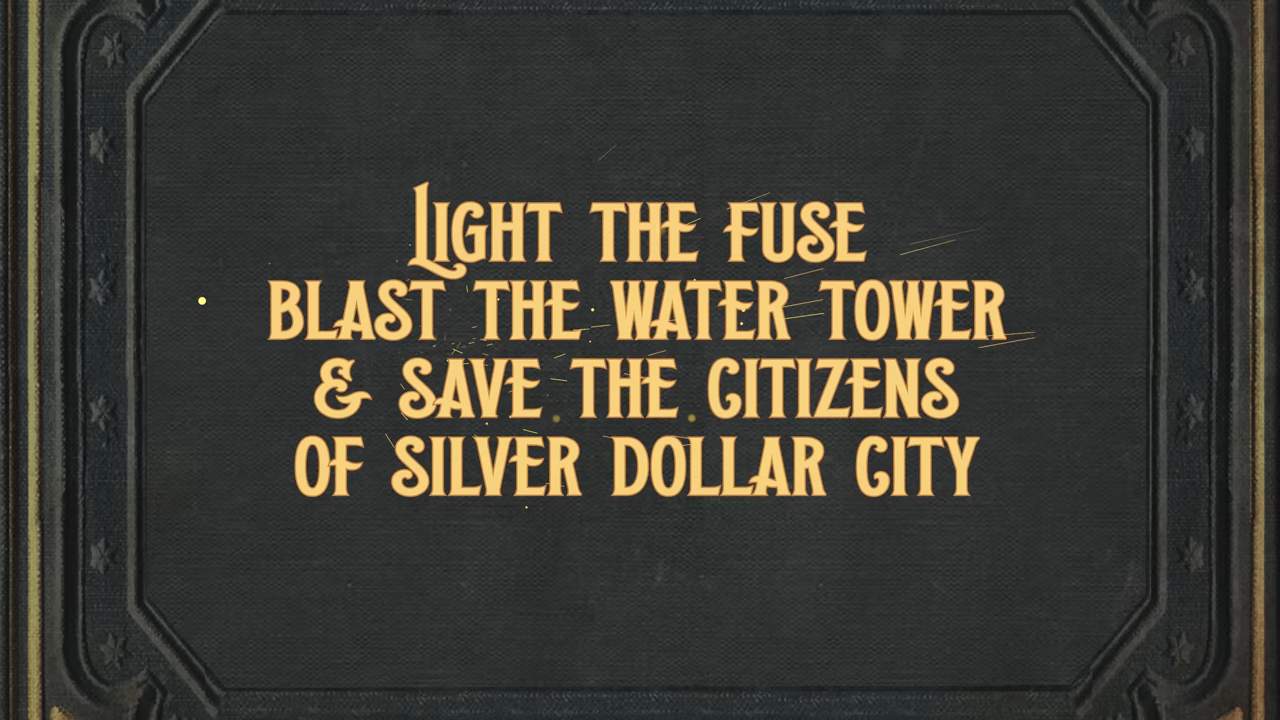 Light the fuse
blast the water tower
& save the citizens
of Silver Dollar City